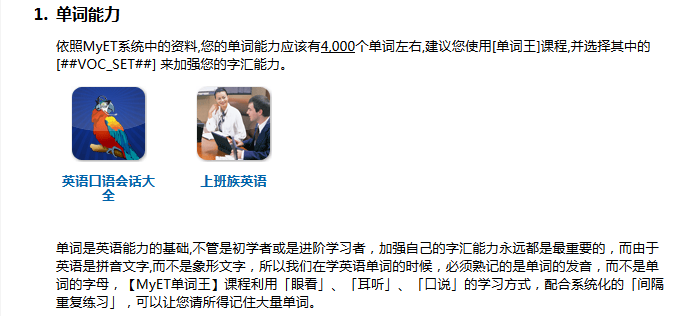 1. 单词能力
依照MyET系统中的资料,您的单词能力应该有4,000个单词左右,建议您使用[单词王]课程,并选择其中的
[##VOC_SET##] 来加强您的字汇能力。
英语口语会话大
全
上班族英语
单词是英语能力的基础,不管是初学者或是进阶学习者，加强自己的字汇能力永远都是最重要的，而由于
英语是拼音文字,而不是象形文字，所以我们在学英语单词的时候，必须熟记的是单词的发音，而不是单
词的字母，【MyET单词王】课程利用「眼看」、「耳听」、「口说」的学习方式，配合系统化的「间隔
重复练习」，可以让您请所得记住大量单词。